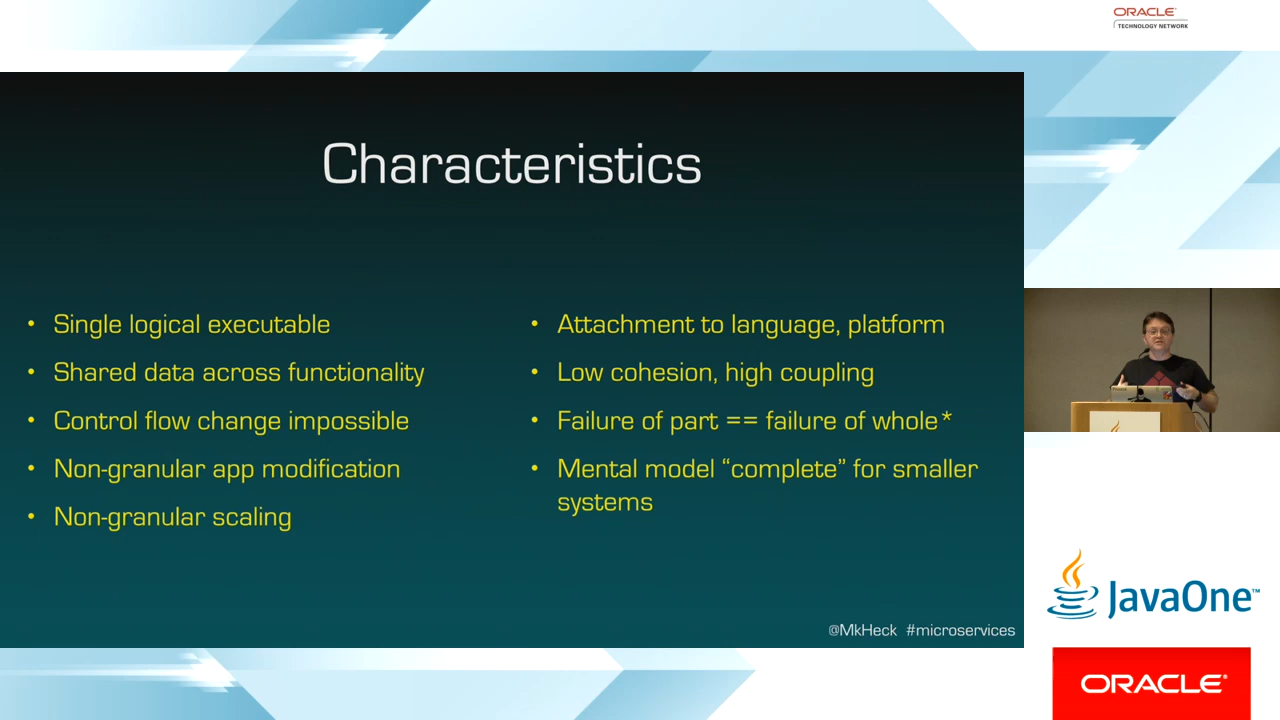 ORACLE
TECHNOLOGY NETWORK
Characteristics
• Single logical executable
• Shared data across functionality
• Control flow change impossible
• Non-granular app modification
• Non-granular scaling
• Attachment to language, platform
• Low cohesion, high coupling
• Failure of part == failure of whole*
• Mental model “complete” for smaller
systems
@MkHeck #microservices
JavaOne™
ORACLE®